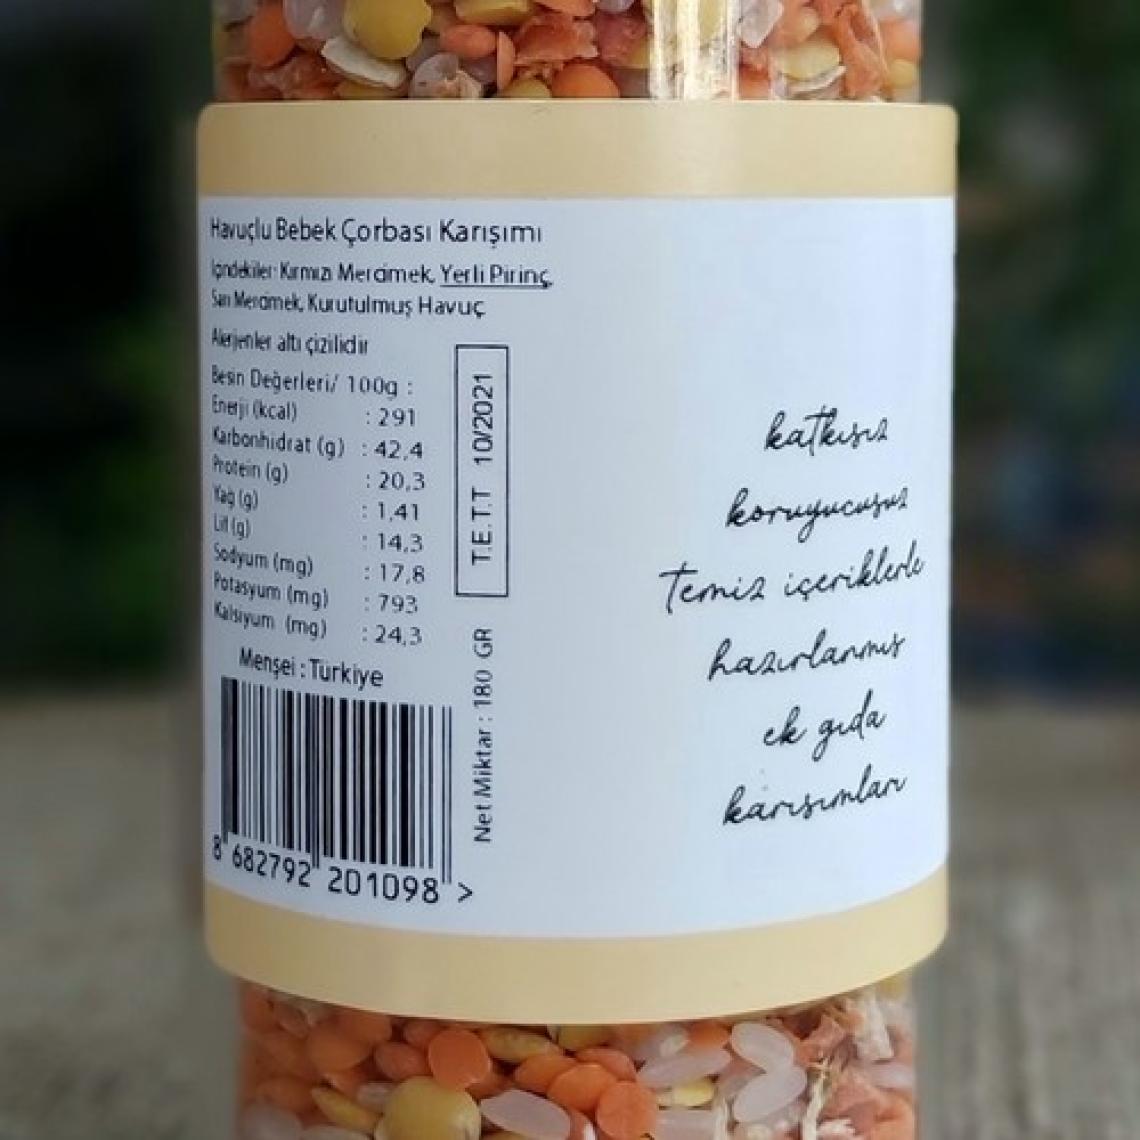 Havuçlu Bebek Çorbası Karışımı
İçindekiler: Kırmızı Mercimek, Yerli Pirinç,
Sarı Mercimek, Kurutulmuş Havuç
Alerjenler altı çizilidir
Besin Değerleri/ 100g :
Enerji (kcal) : 291
Karbonhidrat (g) : 42,4
Protein (g) : 20,3
Yağ (g) : 1,41
Lif (g) : 14,3
Sodyum (mg) : 17,8
Potasyum (mg) : 793
Kalsiyum (mg) : 24,3
Menşei : Türkiye
8 682792 201098 >
T.E.T.T 10/2021
Net Miktar : 180 GR
katkısız
koruyucusuz
Temiz içeriklerle
hazırlanmış
ek gıda
karışımları